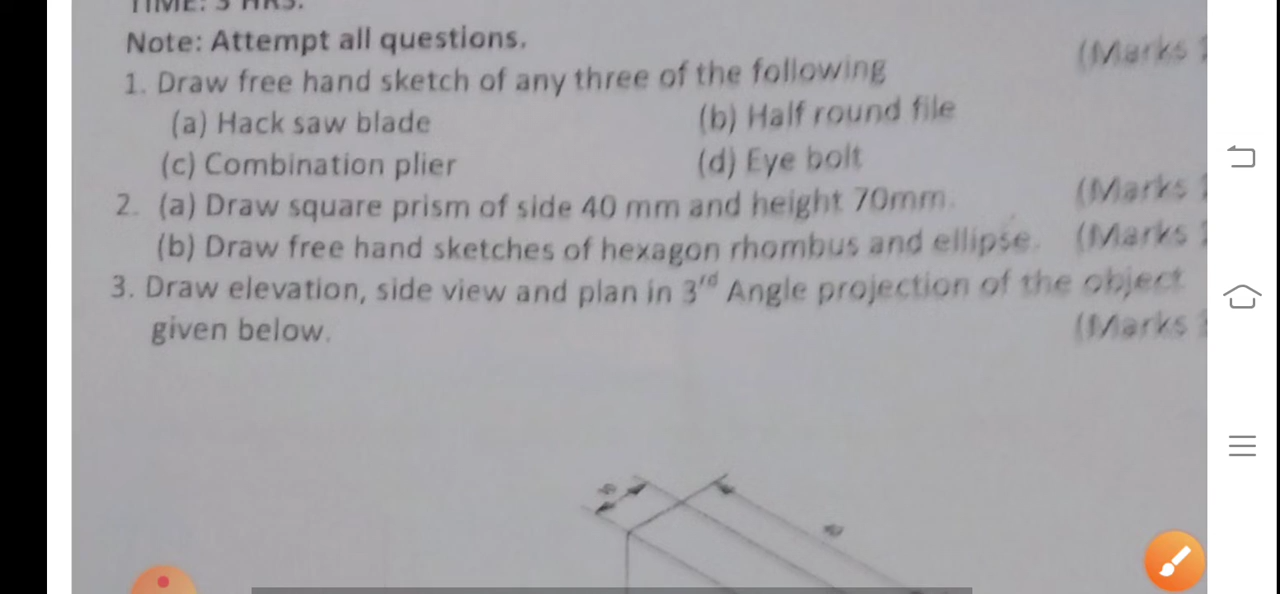 TIME: 3 HRS.
Note: Attempt all questions.
(Marks
1. Draw free hand sketch of any three of the following
(a) Hack saw blade (b) Half round file
(c) Combination plier (d) Eye bolt
2. (a) Draw square prism of side 40 mm and height 70mm. (Marks
(b) Draw free hand sketches of hexagon rhombus and ellipse. (Marks
3. Draw elevation, side view and plan in 3rd Angle projection of the object
given below. (Marks